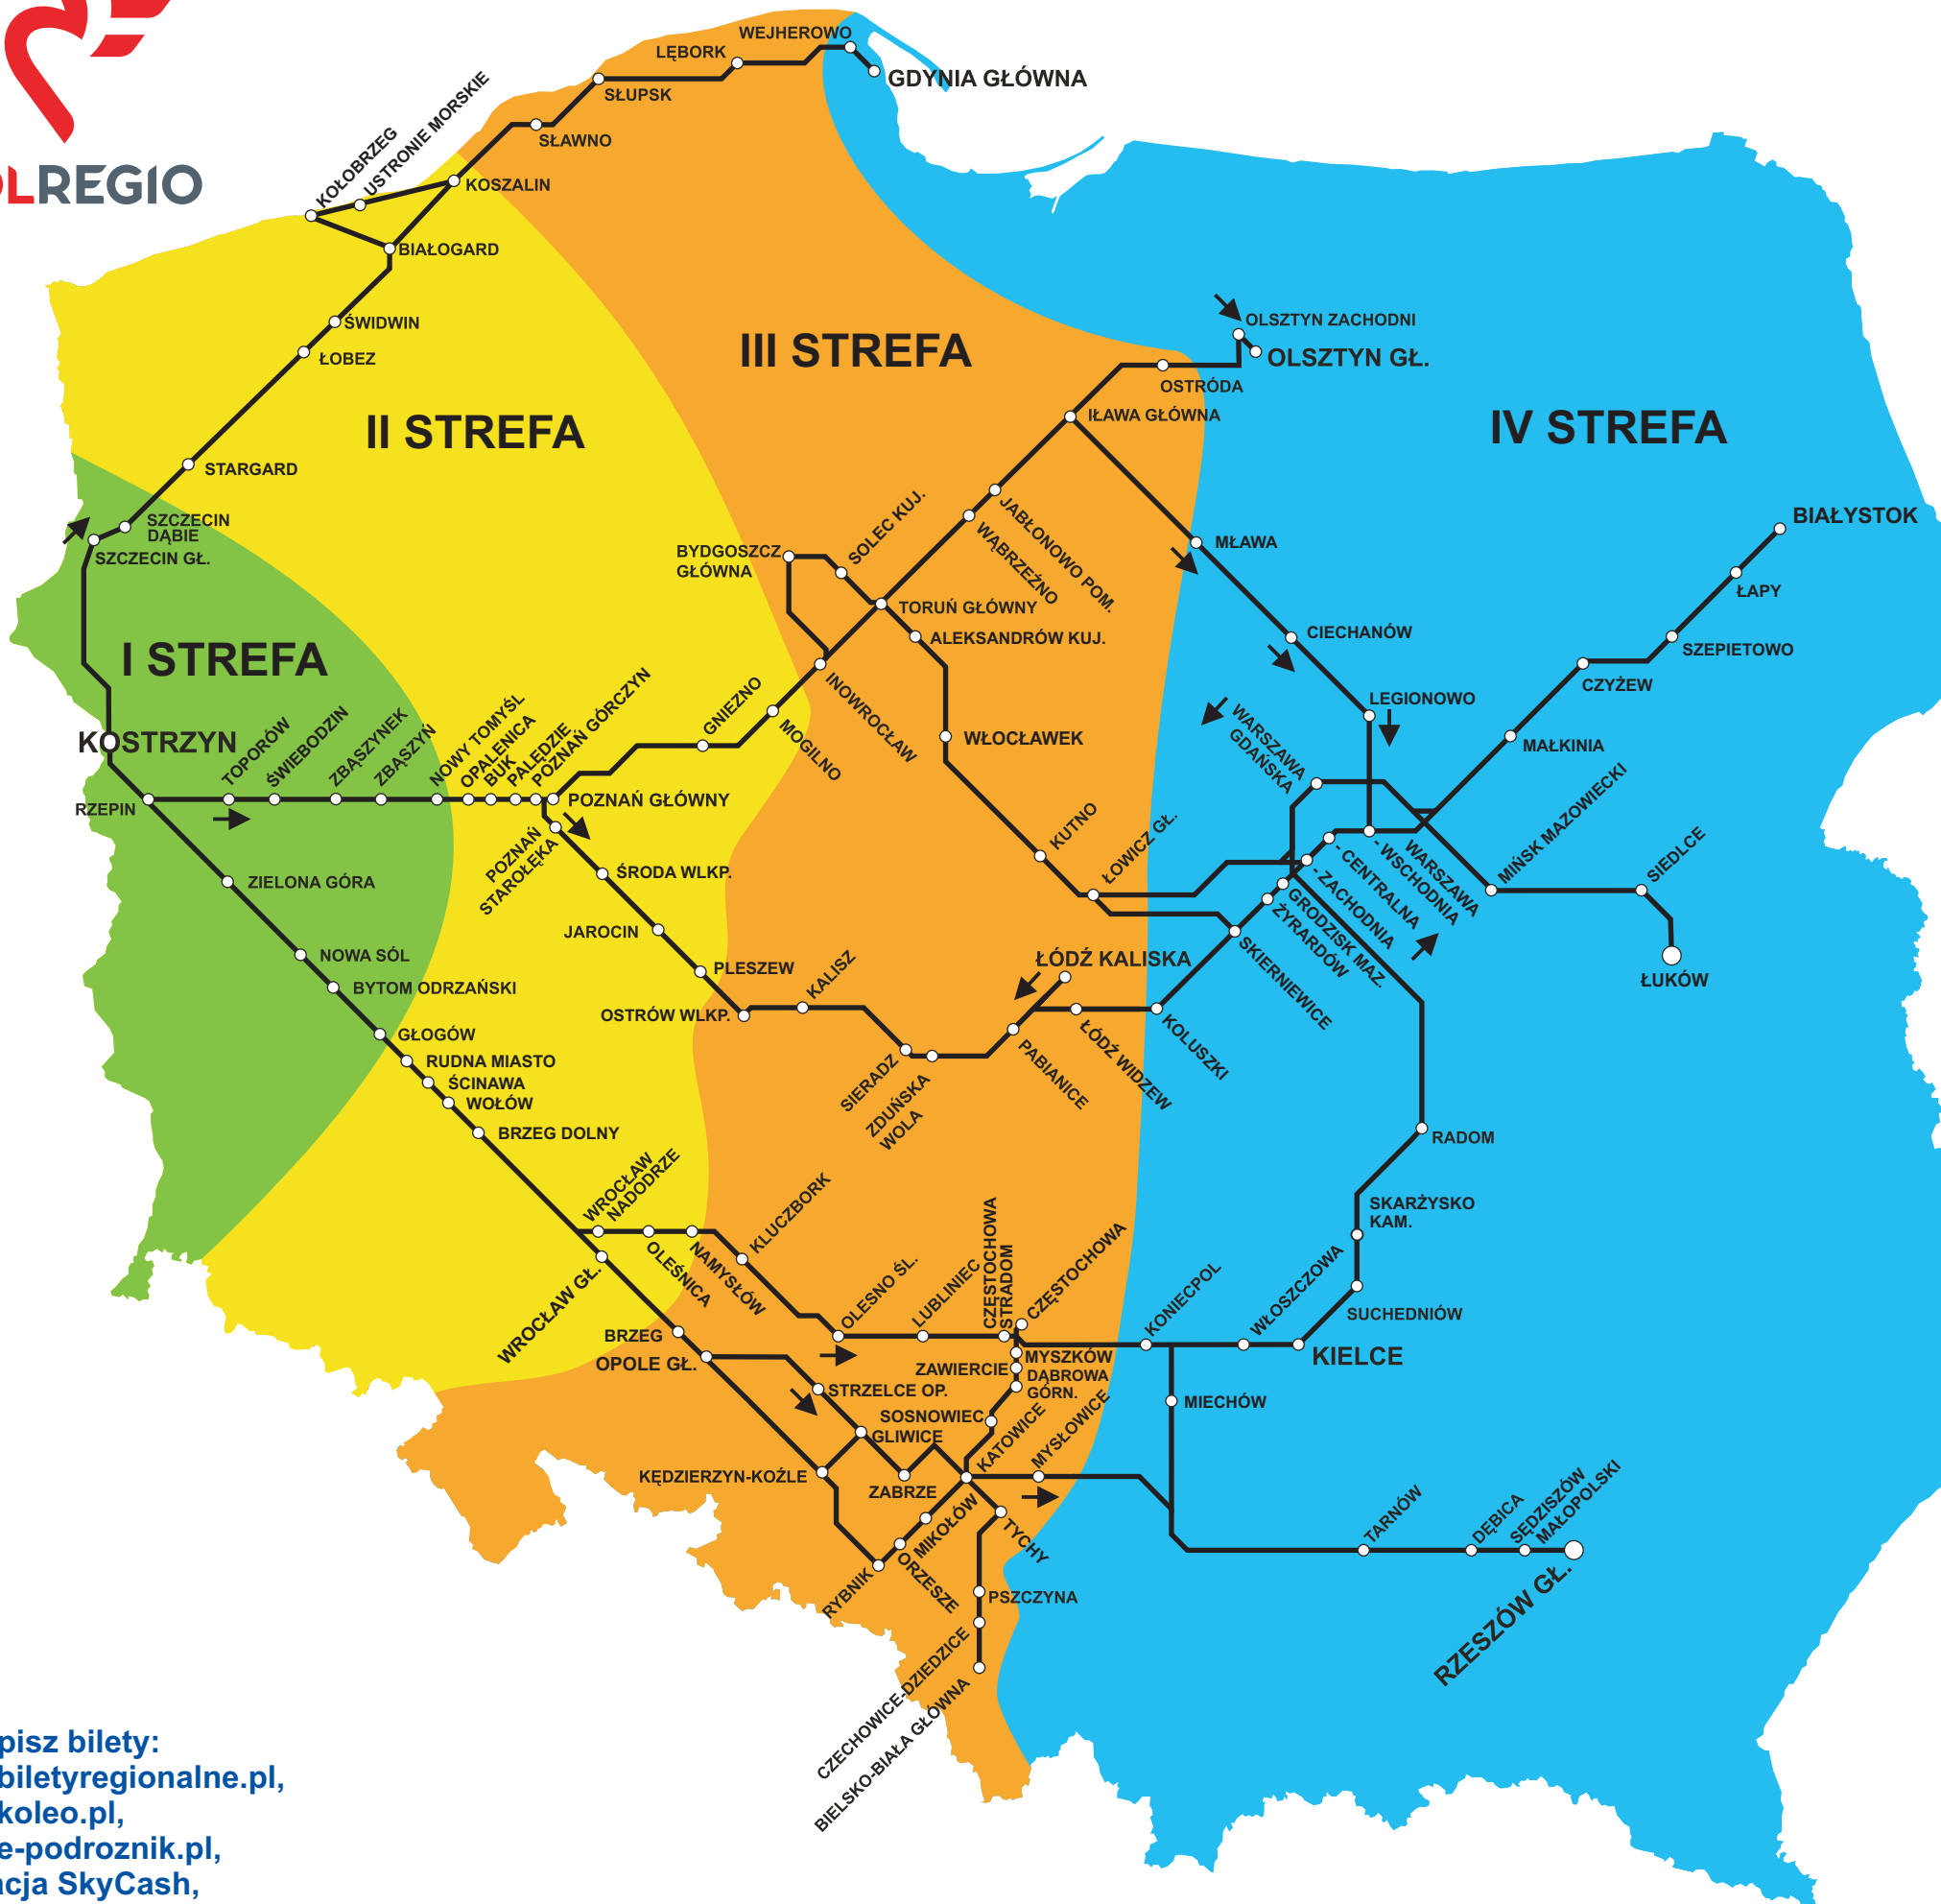 WEJHEROWO
LĘBORK
GDYNIA GŁÓWNA
SŁUPSK
SŁAWNO
KOŁOBRZEG
USTRONIE MORSKIE
LREGIO
KOSZALIN
BIAŁOGARD
ŚWIDWIN
ŁOBEZ
OLSZTYN ZACHODNI
OLSZTYN GŁ.
III STREFA
OSTRÓDA
IŁAWA GŁÓWNA
II STREFA
IV STREFA
STARGARD
SZCZECIN
DĄBIE
SZCZECIN GŁ.
SOLEC KUJ.
JABŁONOWO POM.
WĄBRZEŹNO
BYDGOSZCZ
GŁÓWNA
MŁAWA
BIAŁYSTOK
ŁAPY
TORUŃ GŁÓWNY
ALEKSANDRÓW KUJ.
CIECHANÓW
SZEPIETOWO
I STREFA
CZYŻEW
INOWROCŁAW
GNIEZNO
MOGILNO
LEGIONOWO
WARSZAWA
GDAŃSKA
KOSTRZYN
WŁOCŁAWEK
MAŁKINIA
TOPORÓW
ŚWIEBODZIN
ZBĄSZYNEK
ZBĄSZYŃ
NOWY TOMYŚL
OPALENICA
BUK
PALĘDZIE
POZNAŃ GÓRCZYN
POZNAŃ GŁÓWNY
RZEPIN
MIŃSK MAZOWIECKI
SIEDLCE
KUTNO
ŁOWICZ GŁ.
POZNAŃ
STAROŁĘKA
ŚRODA WLKP.
WARSZAWA
- WSCHODNIA
- CENTRALNA
- ZACHODNIA
GRODZISK MAZ.
ŻYRARDÓW
SKIERNIEWICE
ZIELONA GÓRA
JAROCIN
NOWA SÓL
PLESZEW
KALISZ
ŁÓDŹ KALISKA
ŁUKÓW
BYTOM ODRZAŃSKI
OSTRÓW WLKP.
GŁOGÓW
RUDNA MIASTO
ŚCINAWA
WOŁÓW
SIERADZ
ZDUŃSKA
WOLA
PABIANICE
ŁÓDŹ WIDZEW
KOLUSZKI
BRZEG DOLNY
RADOM
WROCŁAW
NADODRZE
KLUCZBORK
OLEŚNICA
NAMYSŁÓW
SKARŻYSKO
KAM.
WROCŁAW GŁ.
OLESNO ŚL.
LUBLINIEC
CZĘSTOCHOWA
STRADOM
CZĘSTOCHOWA
KONIECPOL
WŁOSZCZOWA
SUCHEDNIÓW
BRZEG
OPOLE GŁ.
KIELCE
MYSZKÓW
ZAWIERCIE
DĄBROWA
GÓRN.
STRZELCE OP.
MIECHÓW
SOSNOWIEC
GLIWICE
KATOWICE
MYSŁOWICE
KĘDZIERZYN-KOŹLE
ZABRZE
MIKOŁÓW
TYCHY
TARNÓW
DĘBICA
SĘDZISZÓW
MAŁOPOLSKI
RZESZÓW GŁ.
RYBNIK
ORZESZE
PSZCZYNA
CZECHOWICE-DZIEDZICE
BIELSKO-BIAŁA GŁÓWNA
pisz bilety:
biletyregionalne.pl,
koleo.pl,
e-podroznik.pl,
acja SkyCash,